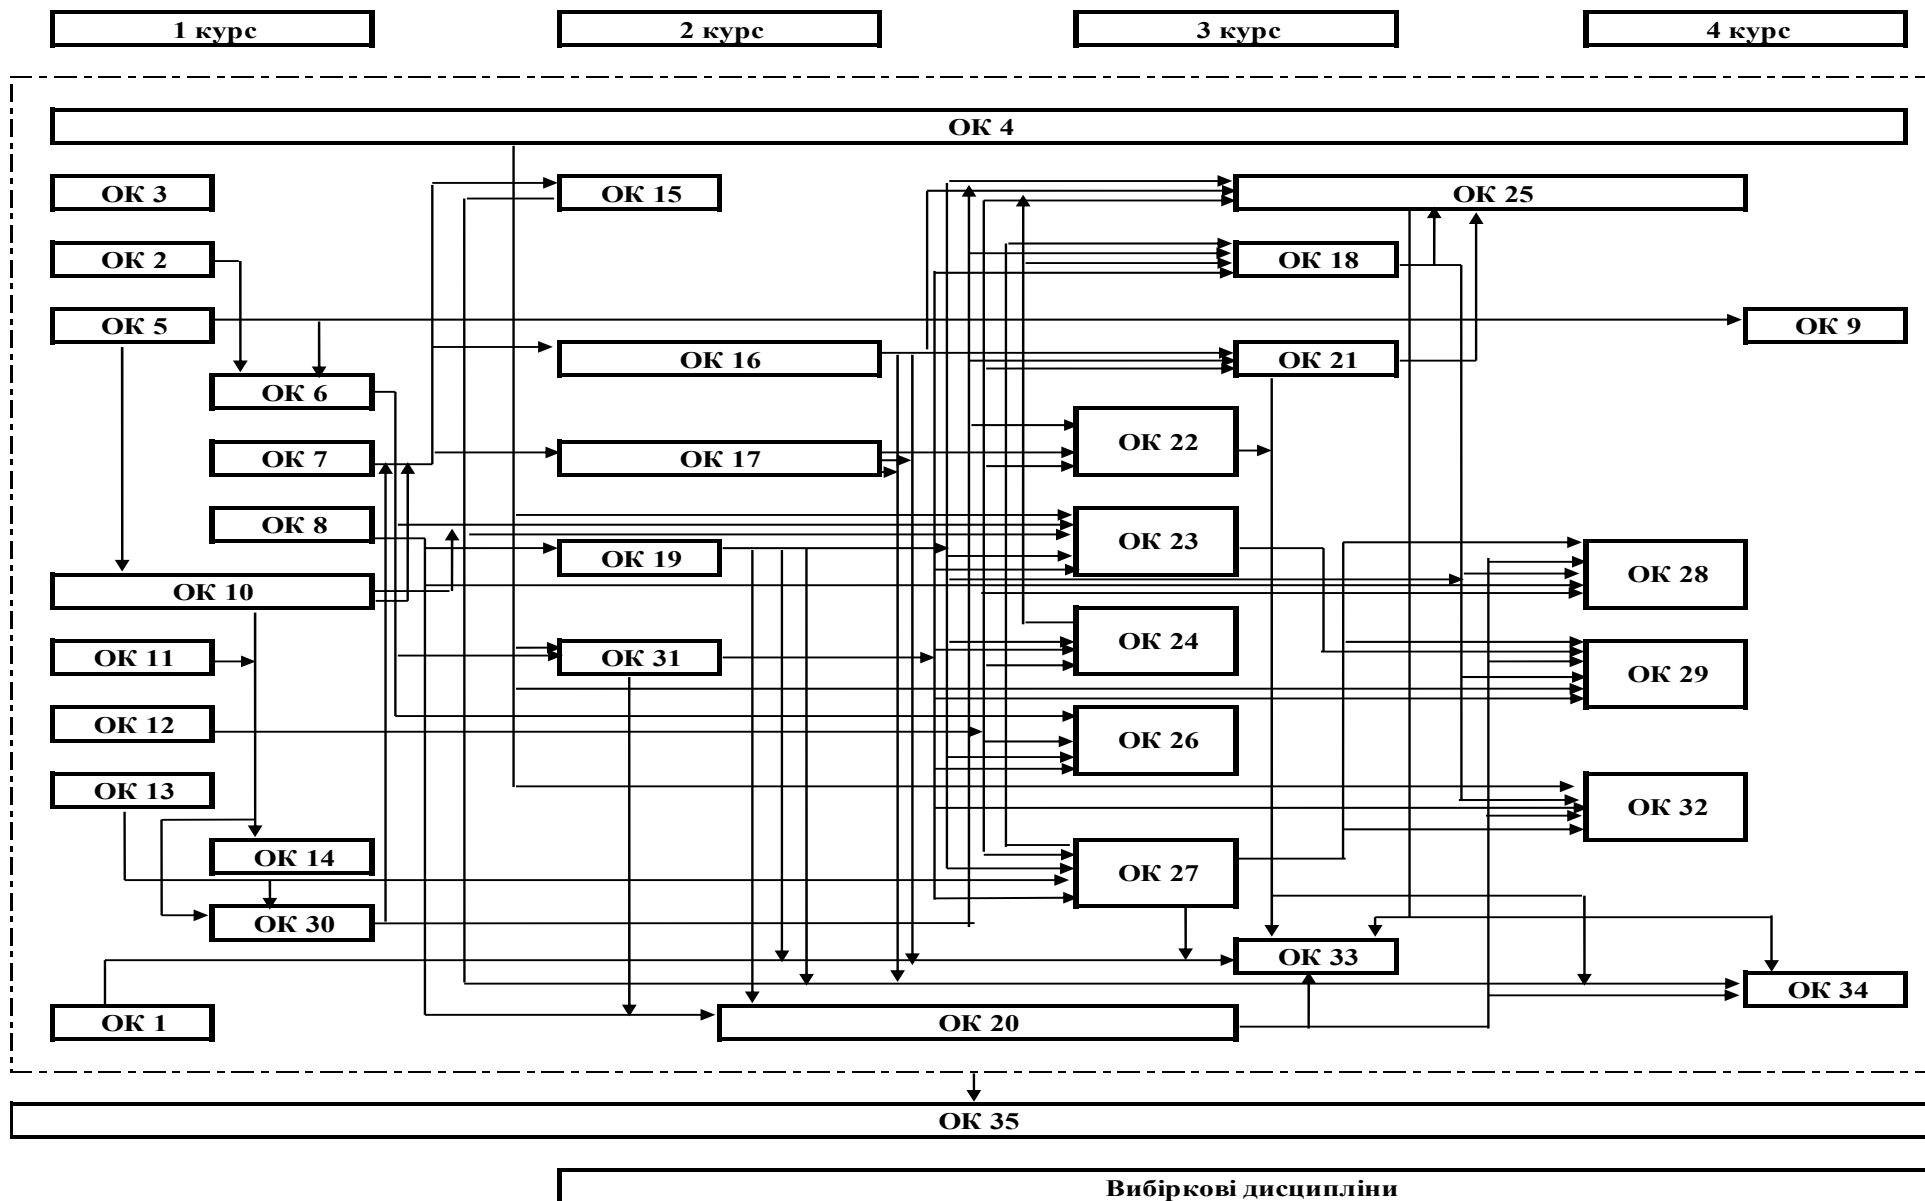 1 курс
2 курс
3 курс
4 курс
ОК 4
ОК 3
ОК 15
ОК 25
ОК 2
ОК 18
ОК 5
ОК 9
ОК 16
ОК 21
ОК 6
ОК 22
ОК 7
ОК 17
ОК 8
ОК 23
ОК 19
ОК 28
ОК 10
ОК 24
ОК 11
ОК 31
ОК 29
ОК 12
ОК 26
ОК 13
ОК 32
ОК 14
ОК 27
ОК 30
ОК 33
ОК 34
ОК 1
ОК 20
ОК 35
Вибіркові дисципліни